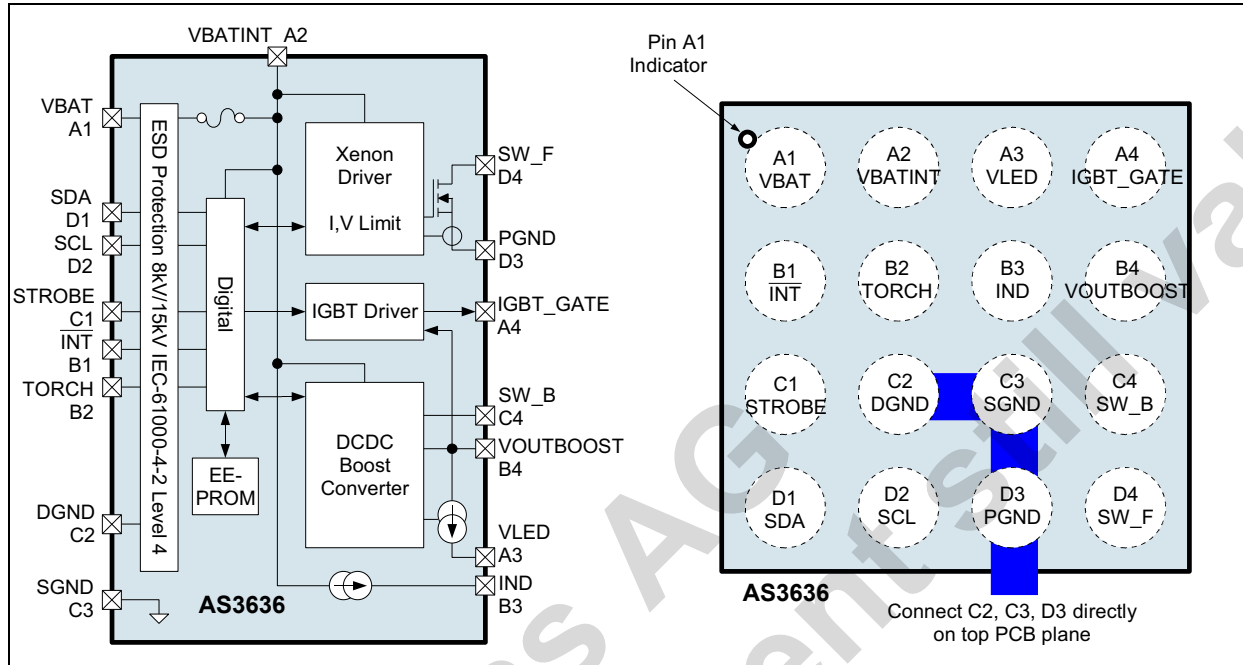 VBATINT A2
VBAT
A1
SDA
D1
SCL
D2
STROBE
C1
INT
B1
TORCH
B2
DGND
C2
SGND
C3
ESD Protection 8kV/15kV IEC-61000-4-2 Level 4
Digital
EE-
PROM
Xenon
Driver
I,V Limit
IGBT Driver
DCDC
Boost
Converter
SW_F
D4
PGND
D3
IGBT_GATE
A4
SW_B
C4
VOUTBOOST
B4
VLED
A3
IND
B3
AS3636
Pin A1
Indicator
A1
VBAT
A2
VBATINT
A3
VLED
A4
IGBT_GATE
B1
INT
B2
TORCH
B3
IND
B4
VOUTBOOST
C1
STROBE
C2
DGND
C3
SGND
C4
SW_B
D1
SDA
D2
SCL
D3
PGND
D4
SW_F
AS3636
Connect C2, C3, D3 directly
on top PCB plane
AG
still